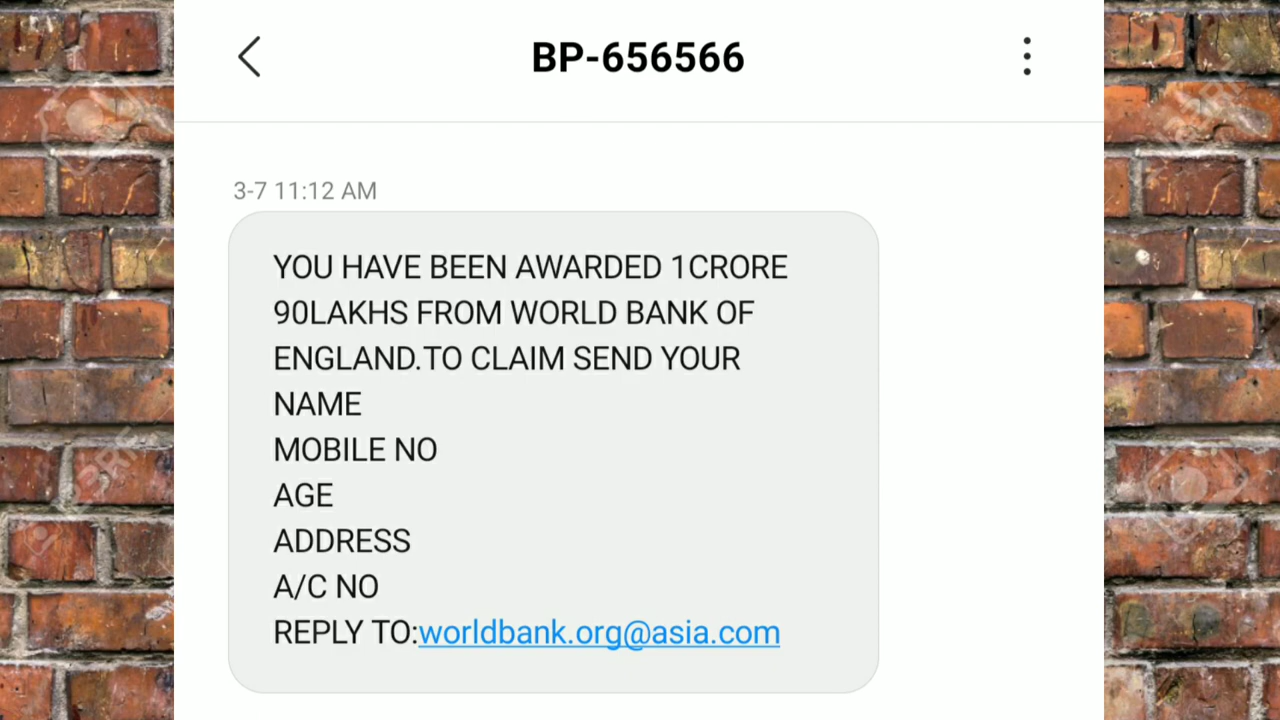 BP-656566
3-7 11:12 AM
YOU HAVE BEEN AWARDED 1CRORE
90LAKHS FROM WORLD BANK OF
ENGLAND.TO CLAIM SEND YOUR
NAME
MOBILE NO
AGE
ADDRESS
A/C NO
REPLY TO:worldbank.org@asia.com